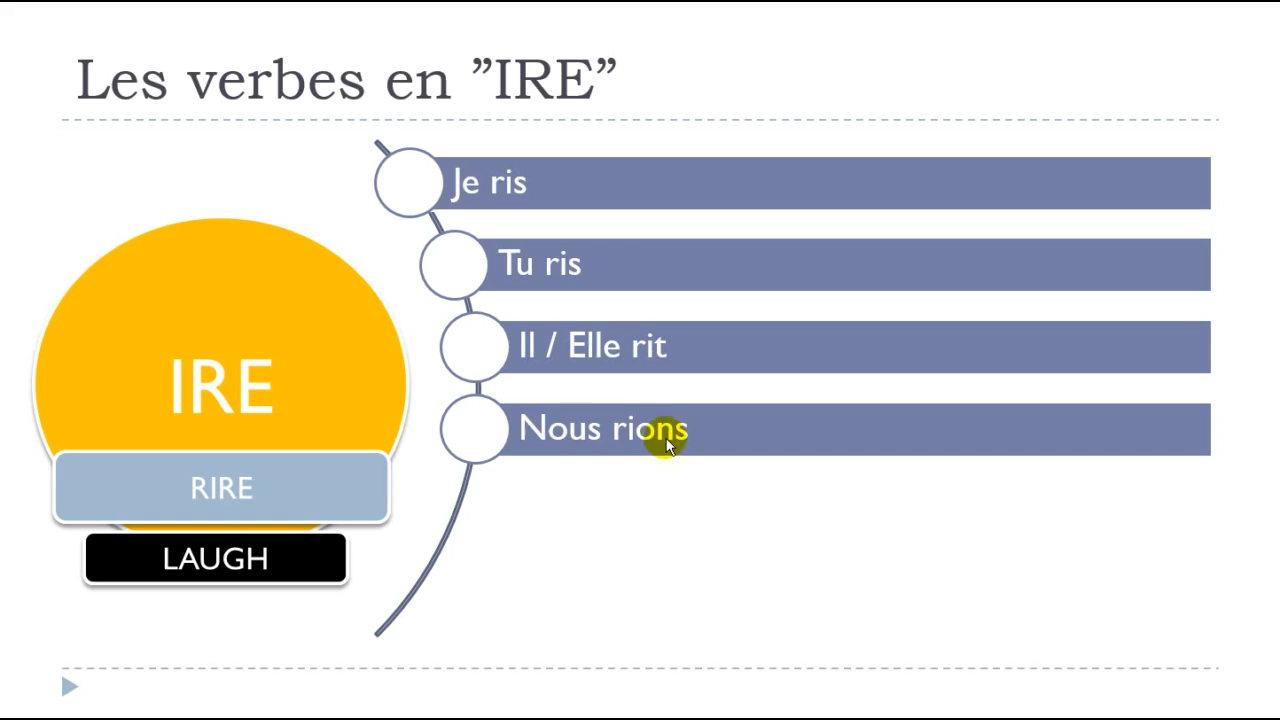 Les verbes en ”IRE”
Je ris
Tu ris
Il / Elle rit
Nous rions
IRE
RIRE
LAUGH